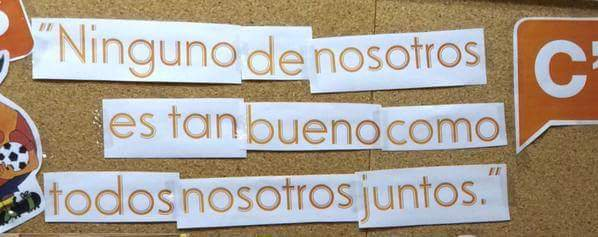 "Ninguno de nosotros
es tan bueno como
todos nosotros juntos."
C'